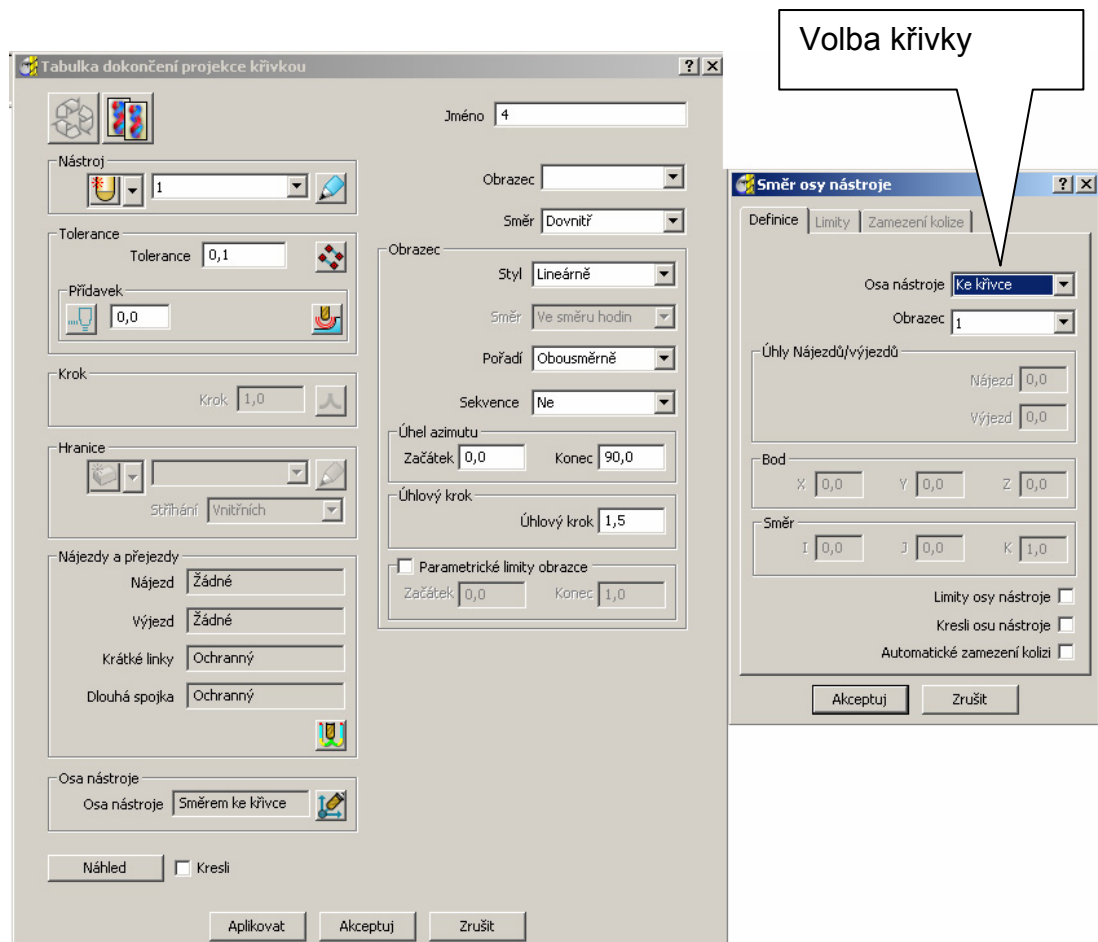 Volba křivky
Tabulka dokončení projekce křivkou
Jméno 4
Nástroj
1
Tolerance
Tolerance 0,1
Přídavek
0,0
Krok
Krok 1,0
Hranice
Stříhání Vnitřních
Nájezdy a přejezdy
Nájezd Žádné
Výjezd Žádné
Krátké linky Ochranný
Dlouhá spojka Ochranný
Osa nástroje
Osa nástroje Směrem ke křivce
Náhled Kresli
Obrazec
Směr Dovnitř
Obrazec
Styl Lineárně
Směr Ve směru hodin
Pořadí Obousměrně
Sekvence Ne
Úhel azimutu
Začátek 0,0 Konec 90,0
Úhlový krok
Úhlový krok 1,5
Parametrické limity obrazce
Začátek 0,0 Konec 1,0
Aplikovat Akceptuj Zrušit
Směr osy nástroje
Definice Limity Zamezení kolize
Osa nástroje Ke křivce
Obrazec 1
Úhly Nájezdů/výjezdů
Nájezd 0,0
Výjezd 0,0
Bod
X 0,0 Y 0,0 Z 0,0
Směr
I 0,0 J 0,0 K 1,0
Limity osy nástroje
Kresli osu nástroje
Automatické zamezení kolizi
Akceptuj Zrušit